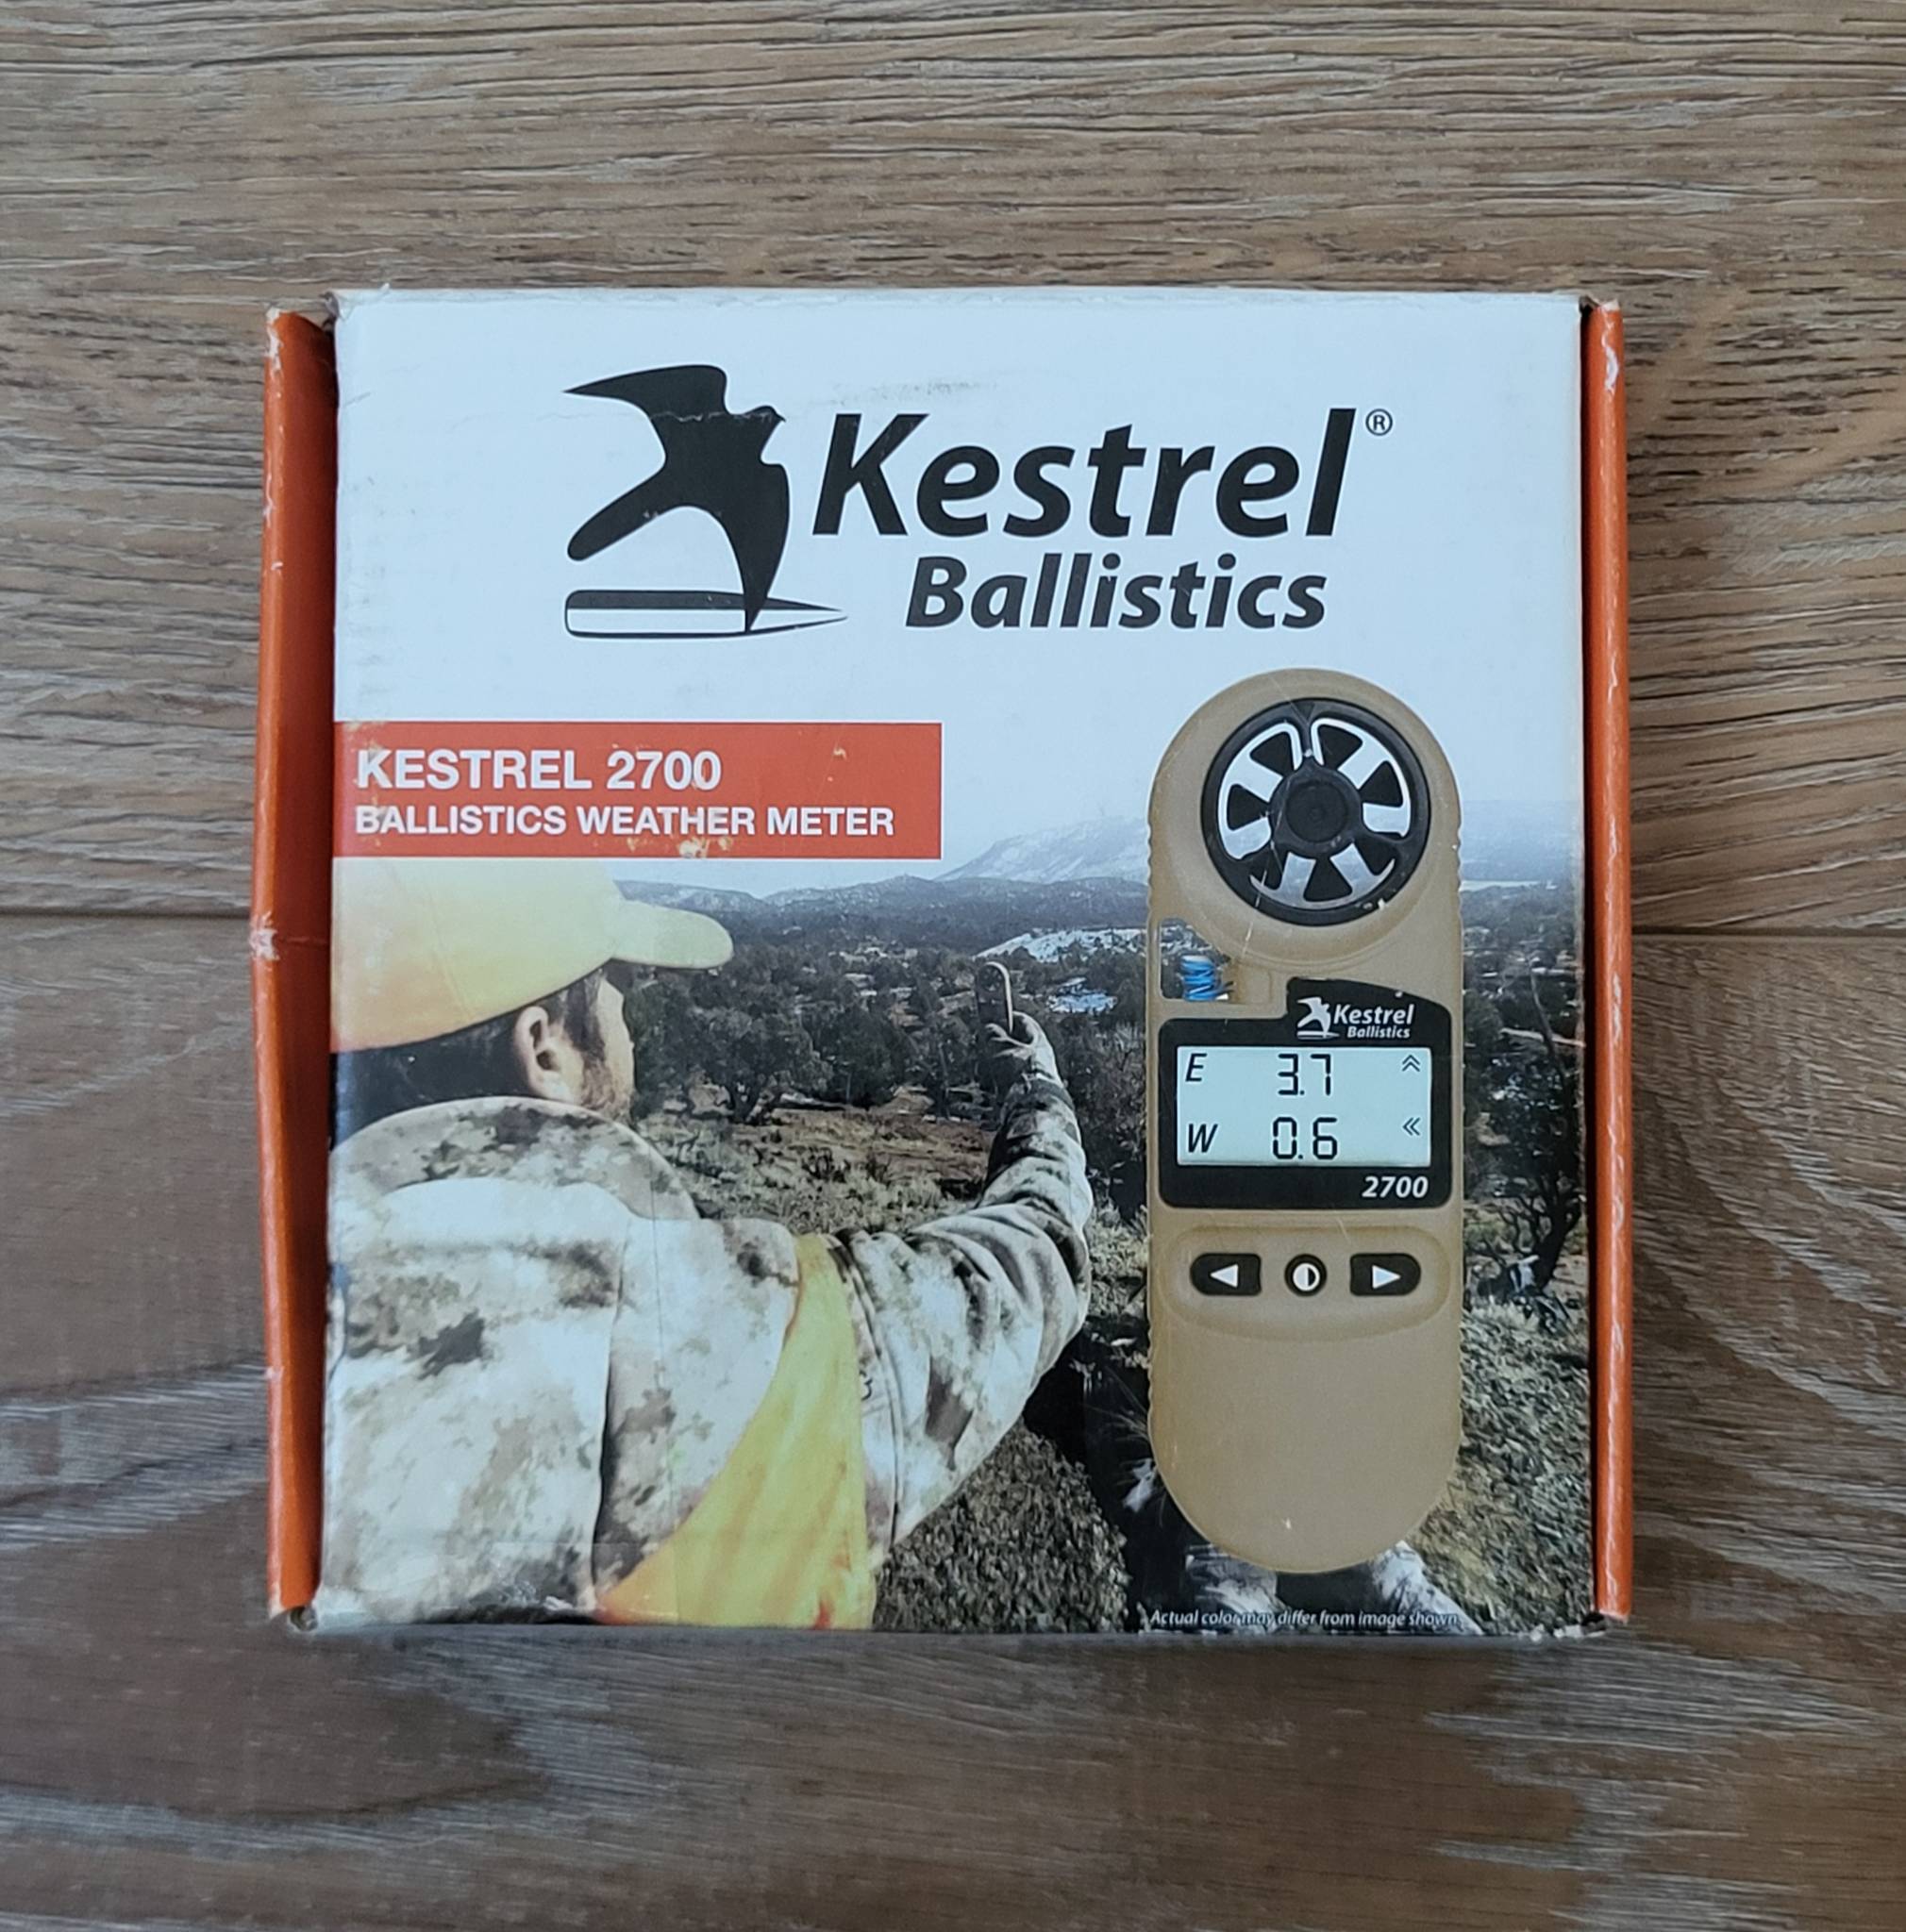 Kestrel®
Ballistics
KESTREL 2700
BALLISTICS WEATHER METER
Kestrel
Ballistics
E 3.7
W 0.6
2700
Actual color may differ from image shown.